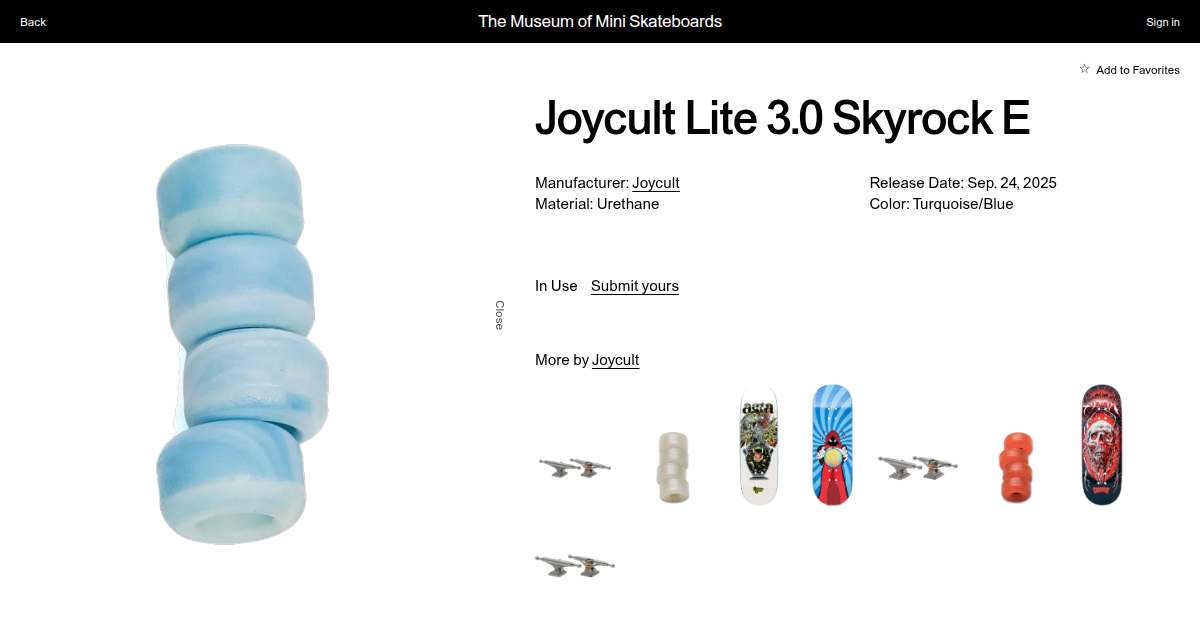 Back
The Museum of Mini Skateboards
Sign in
☆ Add to Favorites
Joycult Lite 3.0 Skyrock E
Manufacturer: Joycult
Material: Urethane
Release Date: Sep. 24, 2025
Color: Turquoise/Blue
In Use Submit yours
Close
More by Joycult
asta